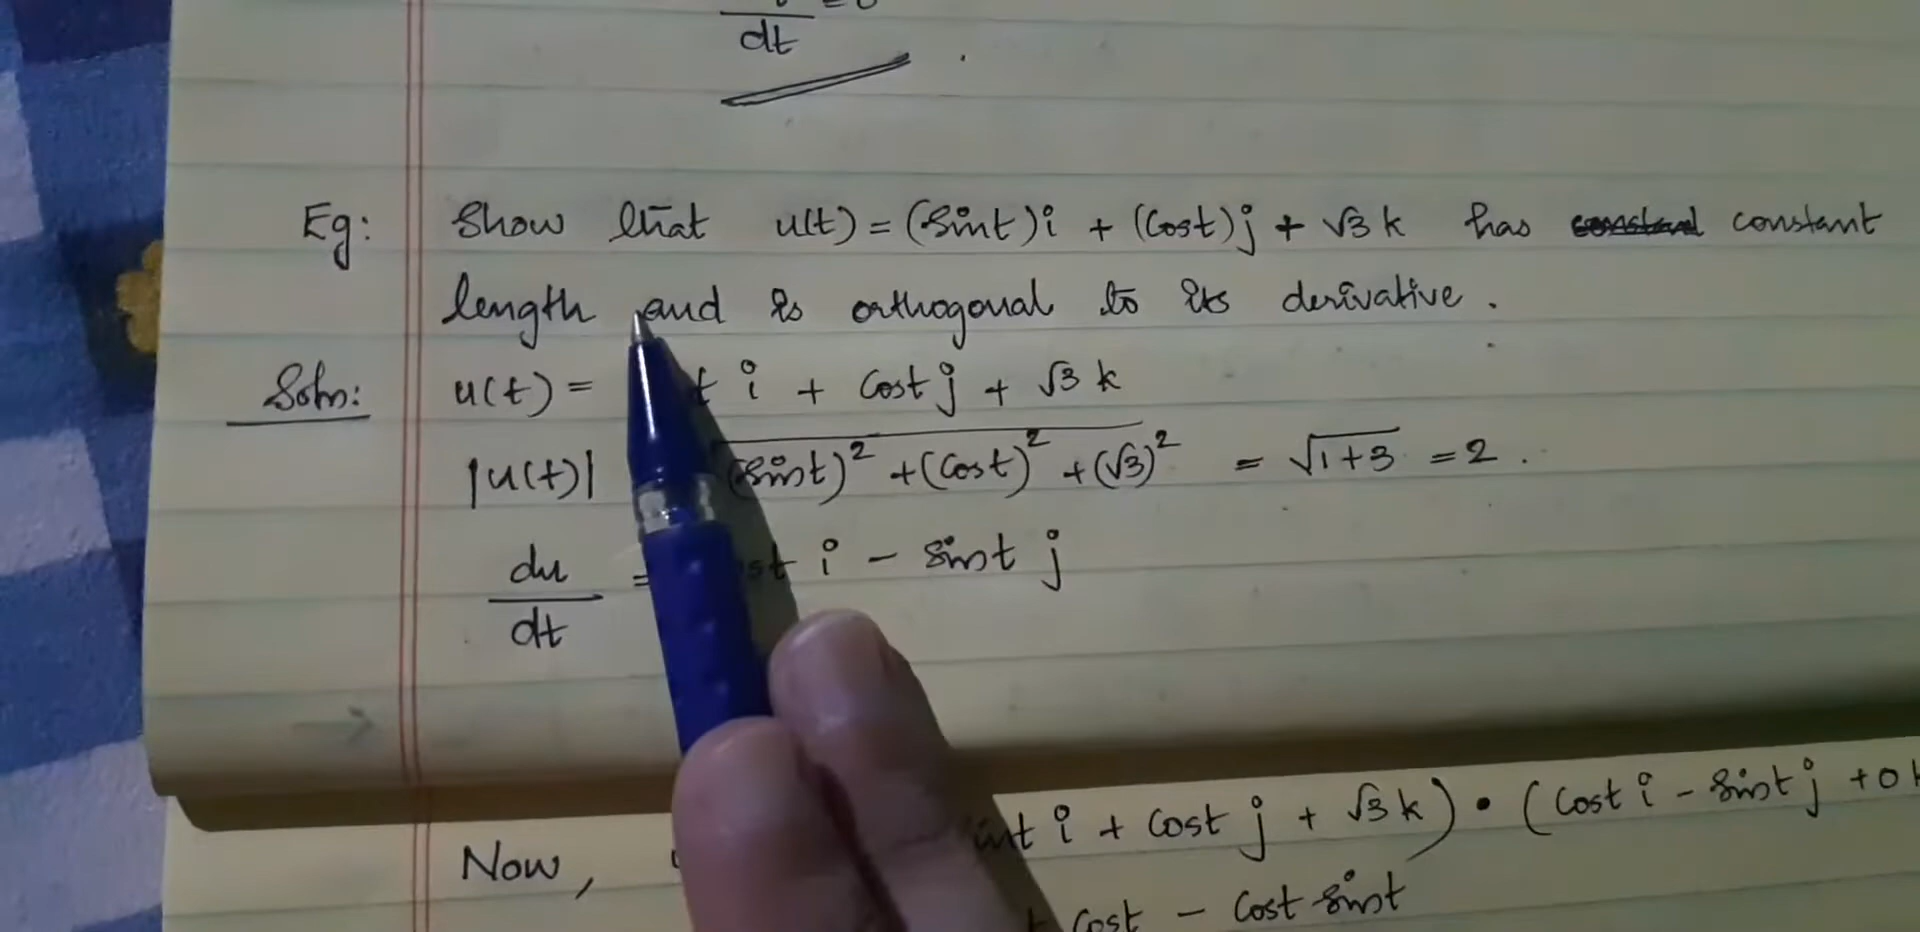 dt
Eg: Show that u(t) = (Sint)i + (Cost)j + √3 k has constant
length and is orthogonal to its derivative.
Soln: u(t) = t i + Cost j + √3 k
|u(t)| (Sint)² + (Cost)² + (√3)² = √1+3 = 2.
du/dt = st i - Sint j
Now, int i + Cost j + √3 k) • (Cost i - Sint j + 0
Cost - Cost Sint